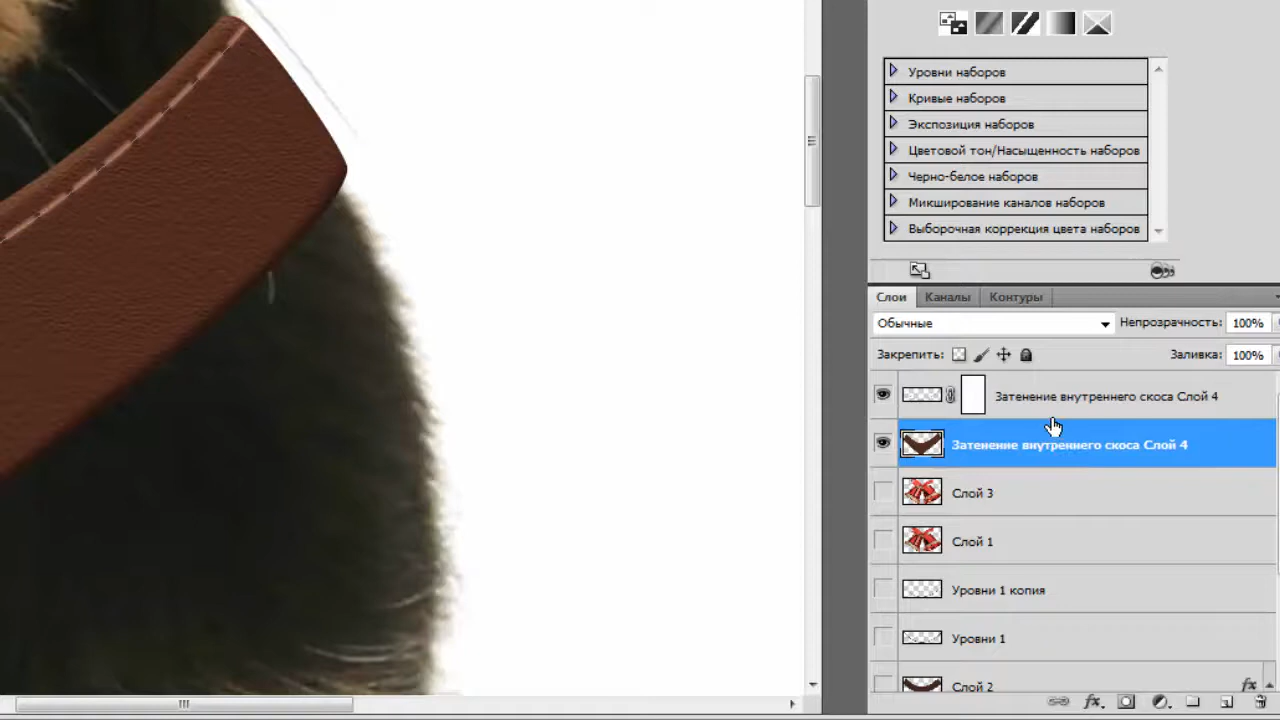 Уровни наборов
Кривые наборов
Экспозиция наборов
Цветовой тон/Насыщенность наборов
Черно-белое наборов
Микширование каналов наборов
Выборочная коррекция цвета наборов
Слои Каналы Контуры
Обычные Непрозрачность: 100%
Закрепить: Заливка: 100%
Затенение внутреннего скоса Слой 4
Затенение внутреннего скоса Слой 4
Слой 3
Слой 1
Уровни 1 копия
Уровни 1
Слой 2 fx
fx.